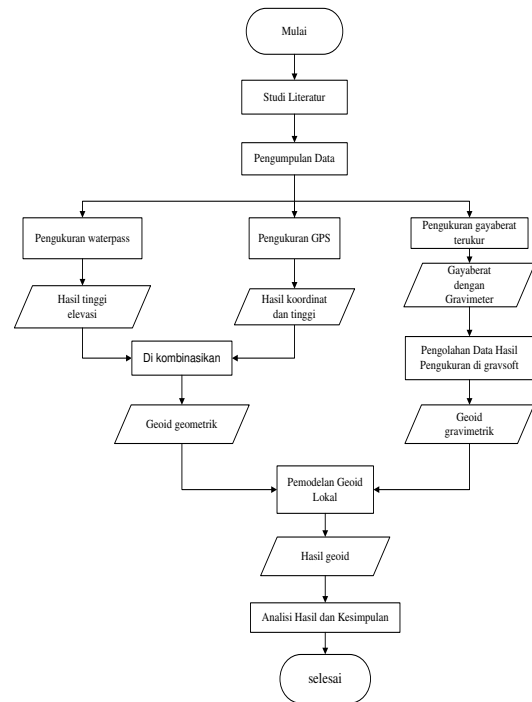 Mulai
Studi Literatur
Pengumpulan Data
Pengukuran waterpass
Pengukuran GPS
Pengukuran gayaberat
terukur
Hasil tinggi
elevasi
Hasil koordinat
dan tinggi
Gayaberat
dengan
Gravimeter
Di kombinasikan
Pengolahan Data Hasil
Pengukuran di gravsoft
Geoid geometrik
Geoid
gravimetrik
Pemodelan Geoid
Lokal
Hasil geoid
Analisi Hasil dan Kesimpulan
selesai